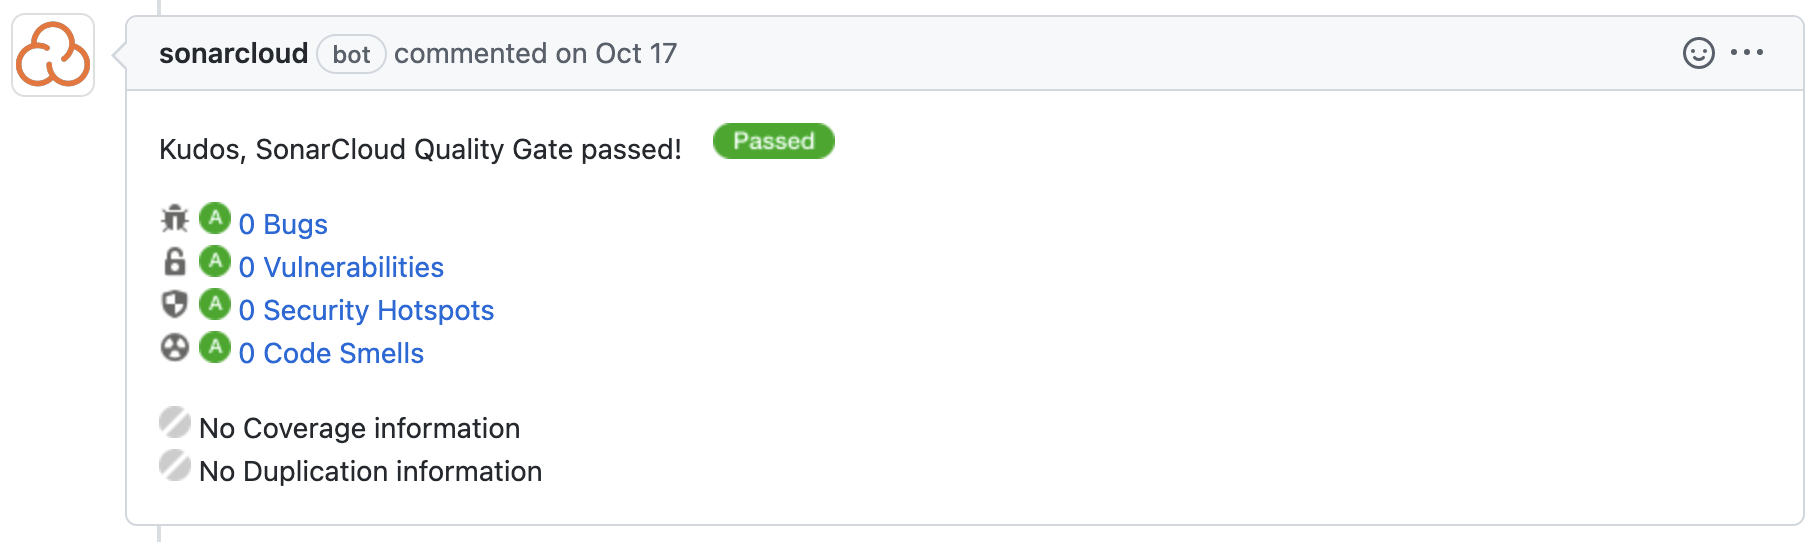 sonarcloud bot commented on Oct 17
Kudos, SonarCloud Quality Gate passed! Passed
A 0 Bugs
A 0 Vulnerabilities
A 0 Security Hotspots
A 0 Code Smells
No Coverage information
No Duplication information